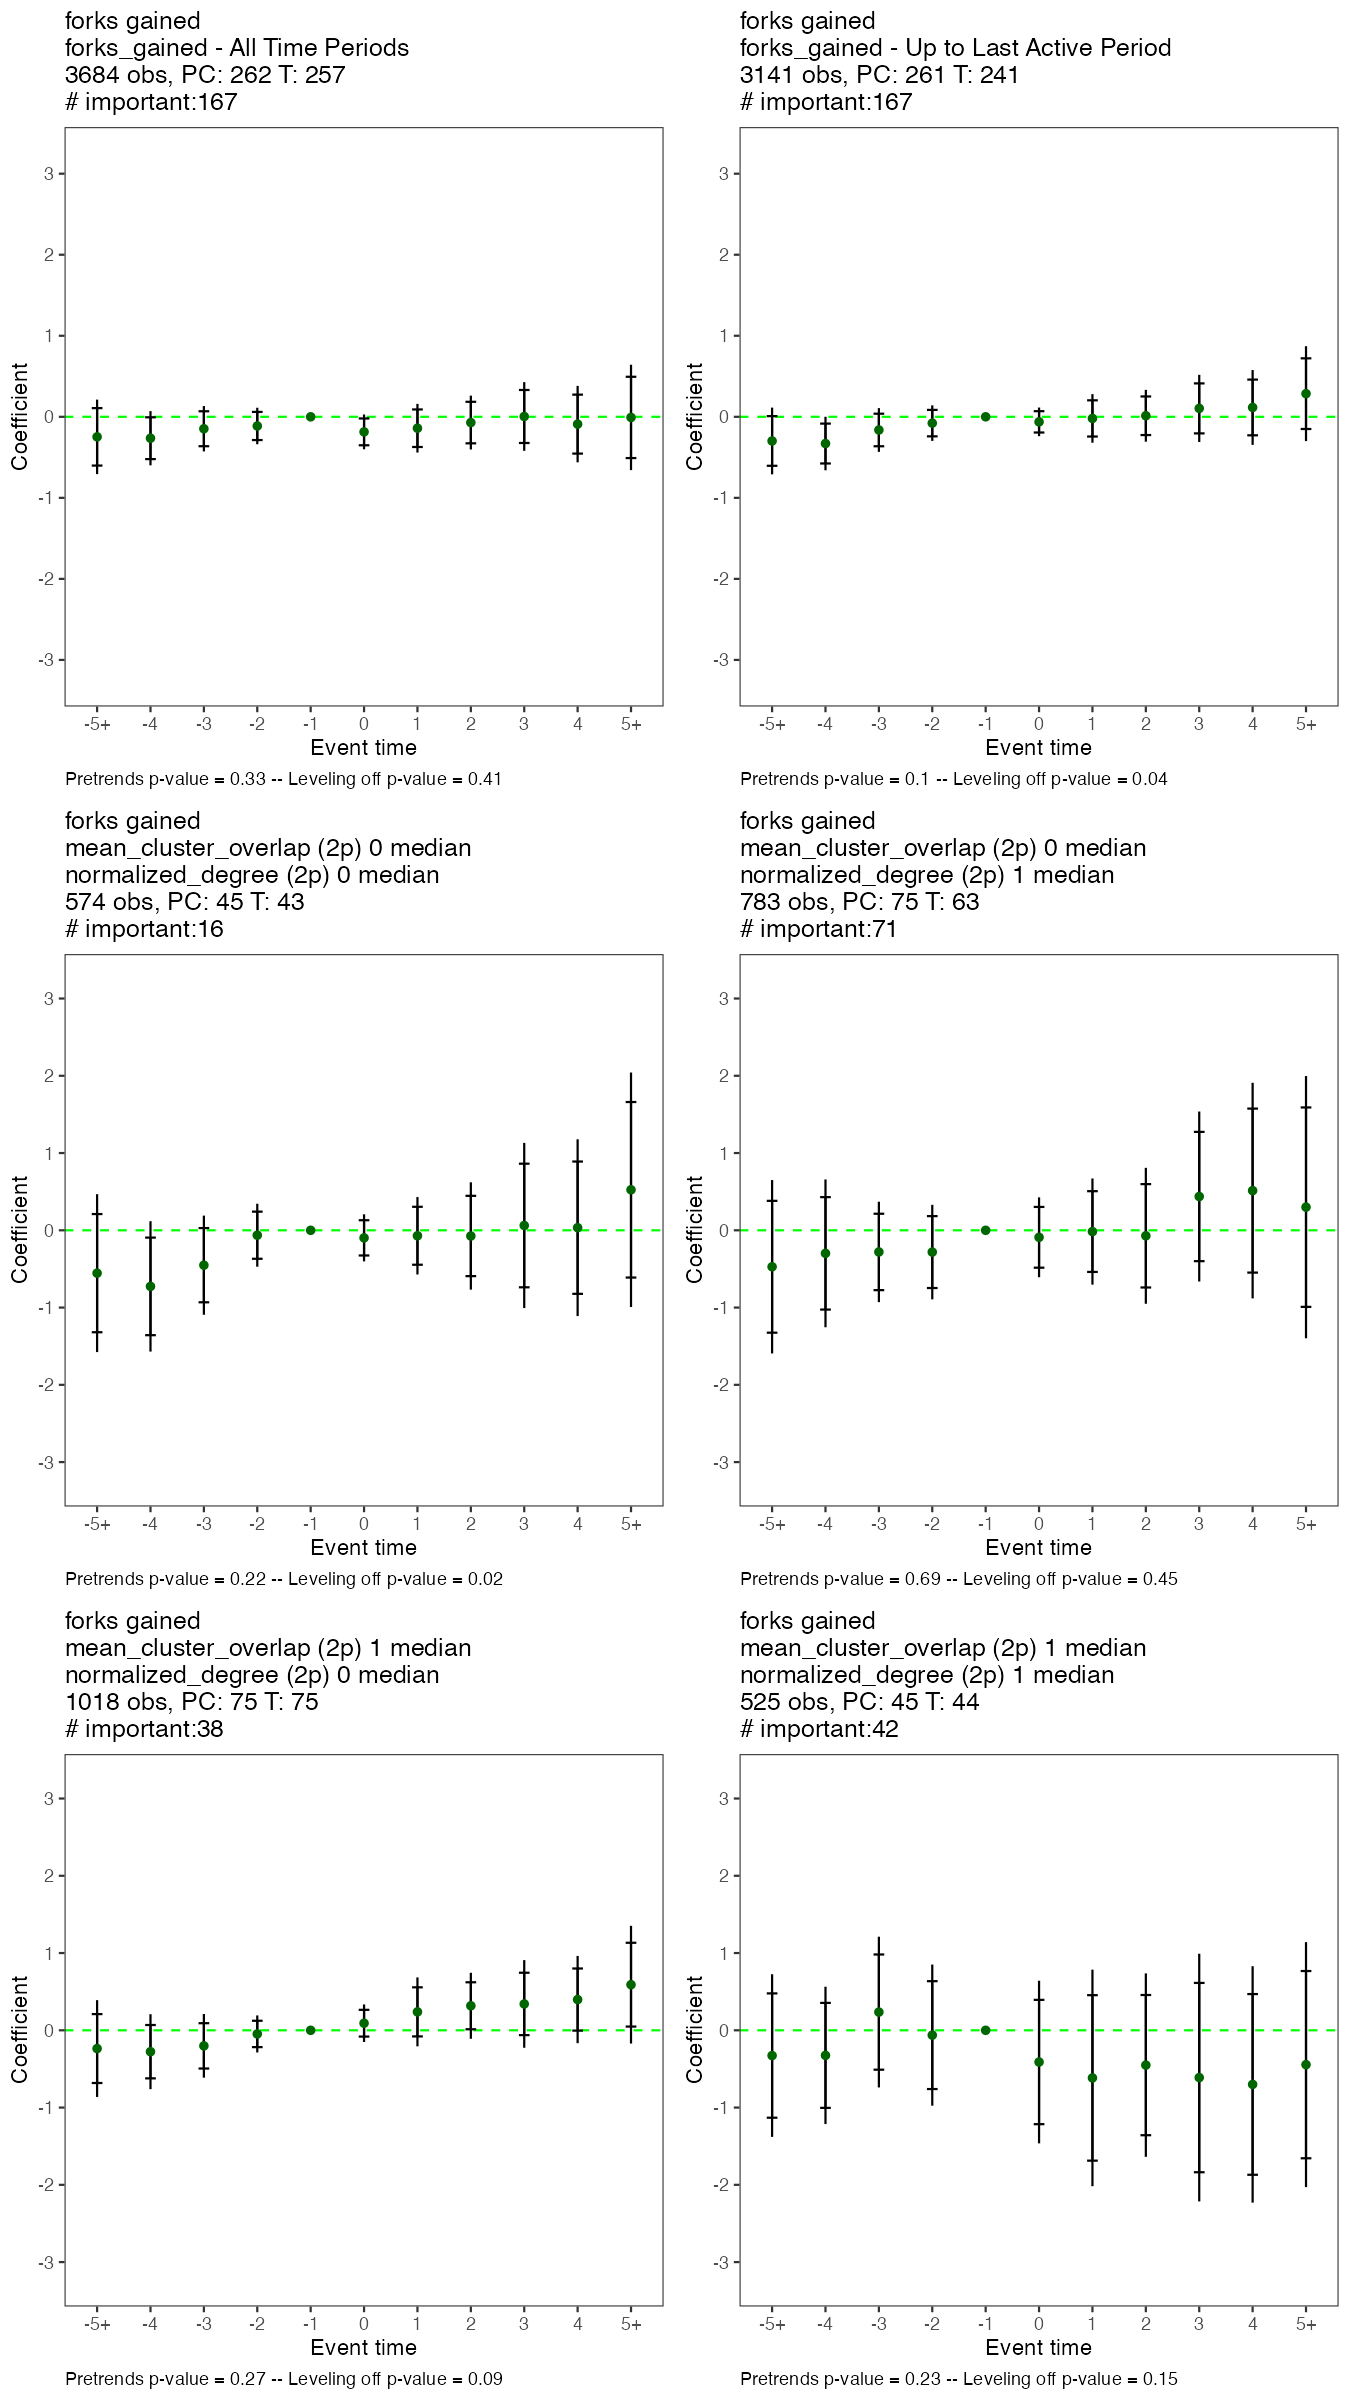 forks gained
forks_gained - All Time Periods
3684 obs, PC: 262 T: 257
# important:167
3
2
1
0
-1
-2
-3
Coefficient
-5+ -4 -3 -2 -1 0 1 2 3 4 5+
Event time
Pretrends p-value = 0.33 -- Leveling off p-value = 0.41
forks gained
forks_gained - Up to Last Active Period
3141 obs, PC: 261 T: 241
# important:167
3
2
1
0
-1
-2
-3
Coefficient
-5+ -4 -3 -2 -1 0 1 2 3 4 5+
Event time
Pretrends p-value = 0.1 -- Leveling off p-value = 0.04
forks gained
mean_cluster_overlap (2p) 0 median
normalized_degree (2p) 0 median
574 obs, PC: 45 T: 43
# important:16
3
2
1
0
-1
-2
-3
Coefficient
-5+ -4 -3 -2 -1 0 1 2 3 4 5+
Event time
Pretrends p-value = 0.22 -- Leveling off p-value = 0.02
forks gained
mean_cluster_overlap (2p) 0 median
normalized_degree (2p) 1 median
783 obs, PC: 75 T: 63
# important:71
3
2
1
0
-1
-2
-3
Coefficient
-5+ -4 -3 -2 -1 0 1 2 3 4 5+
Event time
Pretrends p-value = 0.69 -- Leveling off p-value = 0.45
forks gained
mean_cluster_overlap (2p) 1 median
normalized_degree (2p) 0 median
1018 obs, PC: 75 T: 75
# important:38
3
2
1
0
-1
-2
-3
Coefficient
-5+ -4 -3 -2 -1 0 1 2 3 4 5+
Event time
Pretrends p-value = 0.27 -- Leveling off p-value = 0.09
forks gained
mean_cluster_overlap (2p) 1 median
normalized_degree (2p) 1 median
525 obs, PC: 45 T: 44
# important:42
3
2
1
0
-1
-2
-3
Coefficient
-5+ -4 -3 -2 -1 0 1 2 3 4 5+
Event time
Pretrends p-value = 0.23 -- Leveling off p-value = 0.15